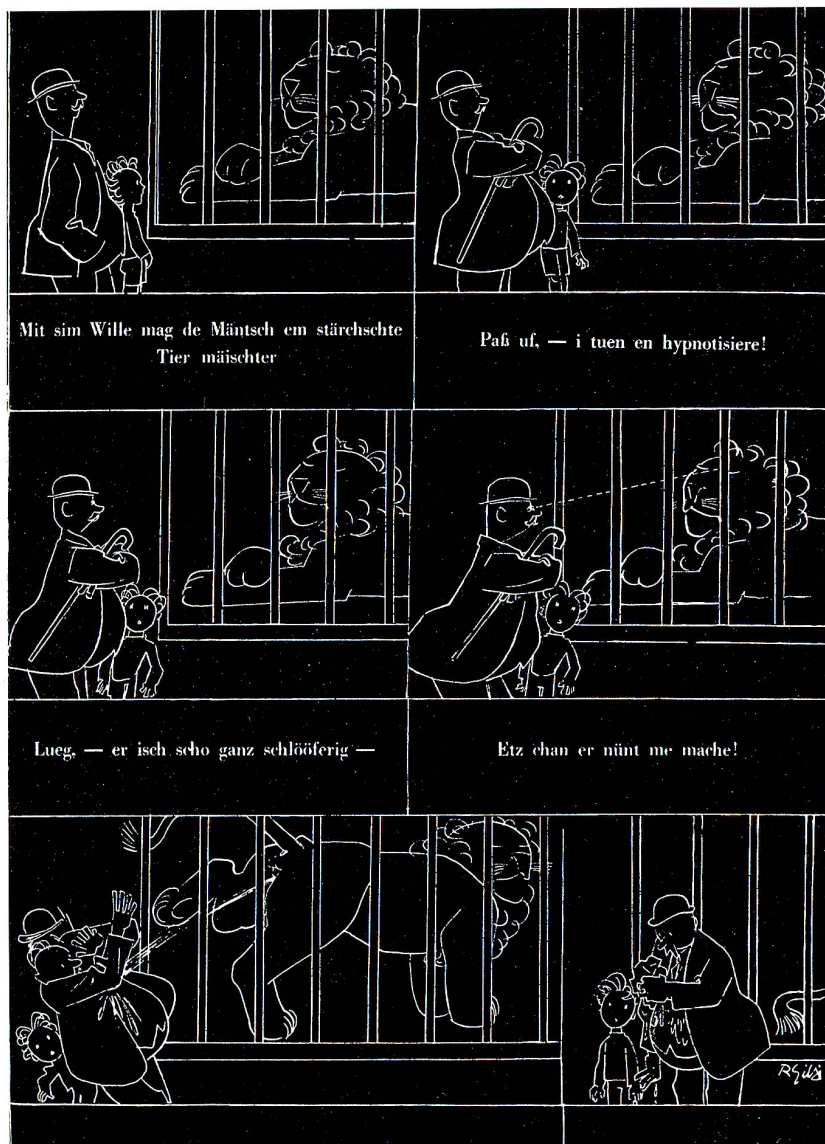 Mit sim Wille mag de Mäntsch em stärchschte
Tier mäischter
Paß uf, — i tuen en hypnotisiere!
Lueg, — er isch scho ganz schlööferig —
Etz chan er nünt me mache!